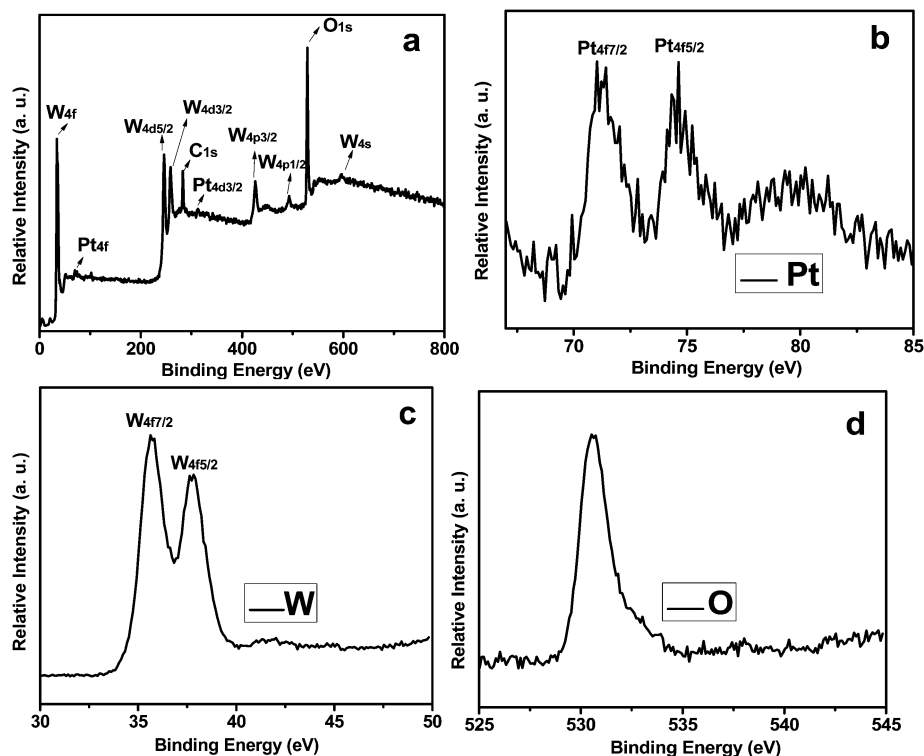 a
O1s
W4f
W4d5/2
W4d3/2
C1s
Pt4d3/2
W4p3/2
W4p1/2
W4s
Pt4f
Relative Intensity (a. u.)
0 200 400 600 800
Binding Energy (eV)
b
Pt4f7/2
Pt4f5/2
Pt
Relative Intensity (a. u.)
70 75 80 85
Binding Energy (eV)
c
W4f7/2
W4f5/2
W
Relative Intensity (a. u.)
30 35 40 45 50
Binding Energy (eV)
d
O
Relative Intensity (a. u.)
525 530 535 540 545
Binding Energy (eV)